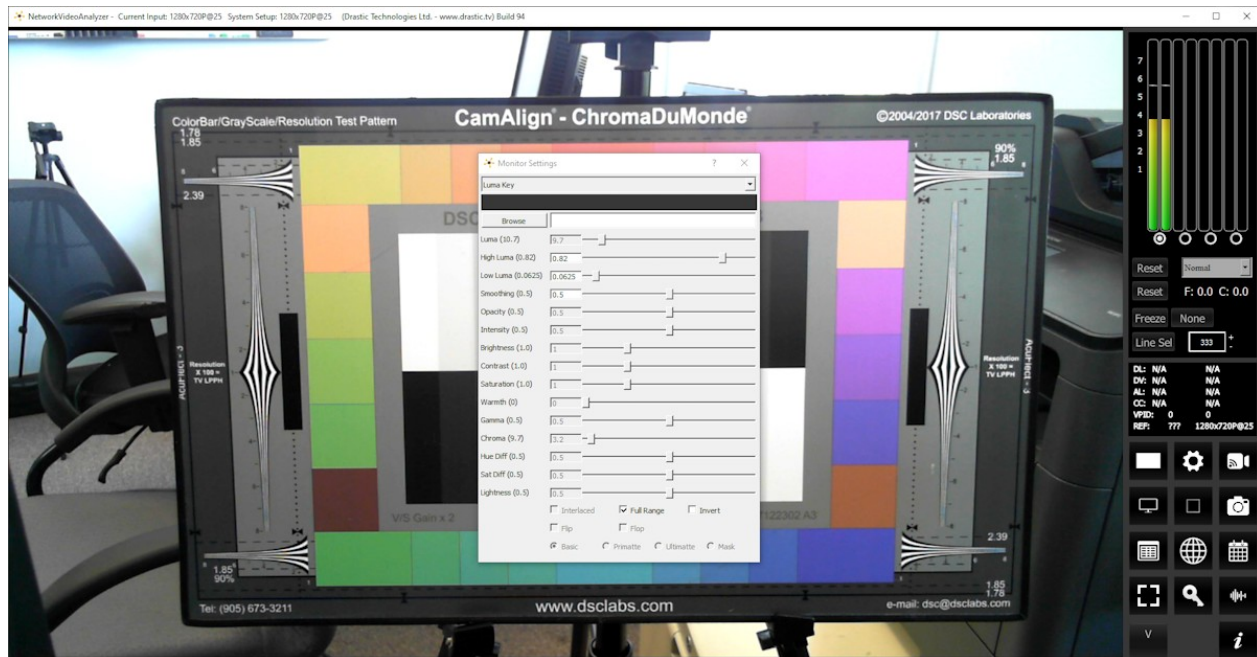 NetworkVideoAnalyzer - Current Input: 1280x720P@25 System Setup: 1280x720P@25 (Drastic Technologies Ltd. - www.drastic.tv) Build 94
ColorBar/GrayScale/Resolution Test Pattern
CamAlign® - ChromaDuMonde®
©2004/2017 DSC Laboratories
1.78
1.85
90%
1.85
2.39
DSC
Monitor Settings
Luma Key
Browse
Luma (10.7) 9.7
High Luma (0.82) 0.82
Low Luma (0.0625) 0.0625
Smoothing (0.5) 0.5
Opacity (0.5) 0.5
Intensity (0.5) 0.5
Brightness (1.0) 1
Contrast (1.0) 1
Saturation (1.0) 1
Warmth (0) 0
Gamma (0.5) 0.5
Chroma (9.7) 3.2
Hue Diff (0.5) 0.5
Sat Diff (0.5) 0.5
Lightness (0.5) 0.5
Interlaced Full Range Invert
Flip Flop
Basic Primatte Ultimatte Mask
AcuFlect - 3
Resolution
X 100 =
TV LPPH
Resolution
X 100 =
TV LPPH
AcuFlect - 3
V/S Gain x 2
7122302 A3
2.39
1.85
90%
1.85
1.78
Tel: (905) 673-3211
www.dsclabs.com
e-mail: dsc@dsclabs.com
7
6
5
4
3
2
1
Reset Normal
Reset F: 0.0 C: 0.0
Freeze None
Line Sel 333 + -
DL: N/A N/A
DV: N/A N/A
AL: N/A N/A
CC: N/A N/A
VPID: 0 0
REF: ??? 1280x720P@25
V
i